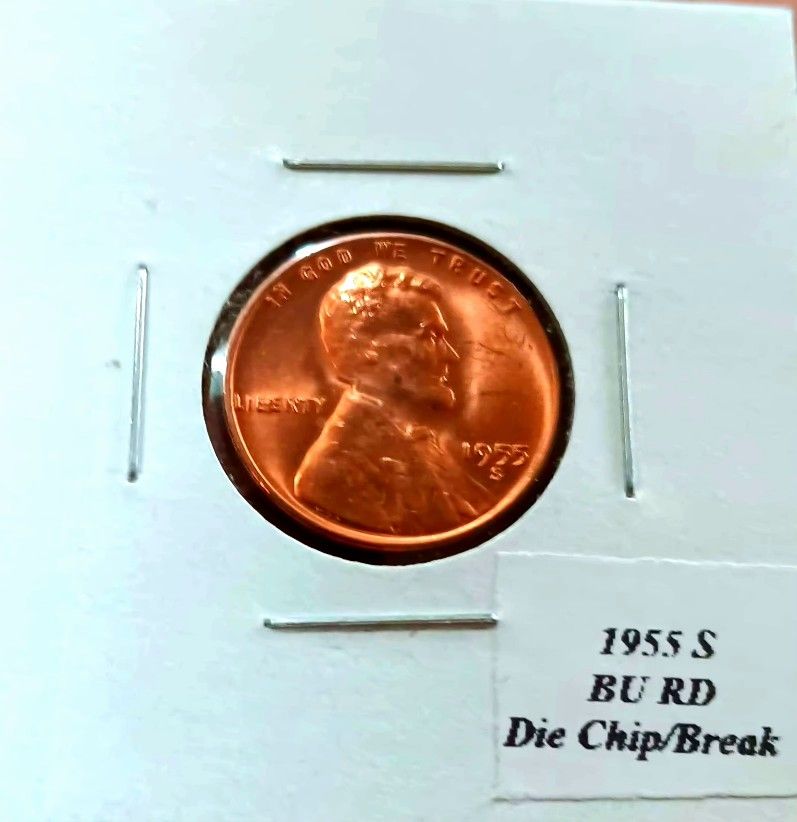 IN GOD WE TRUST
LIBERTY
1955
S
1955 S
BU RD
Die Chip/Break